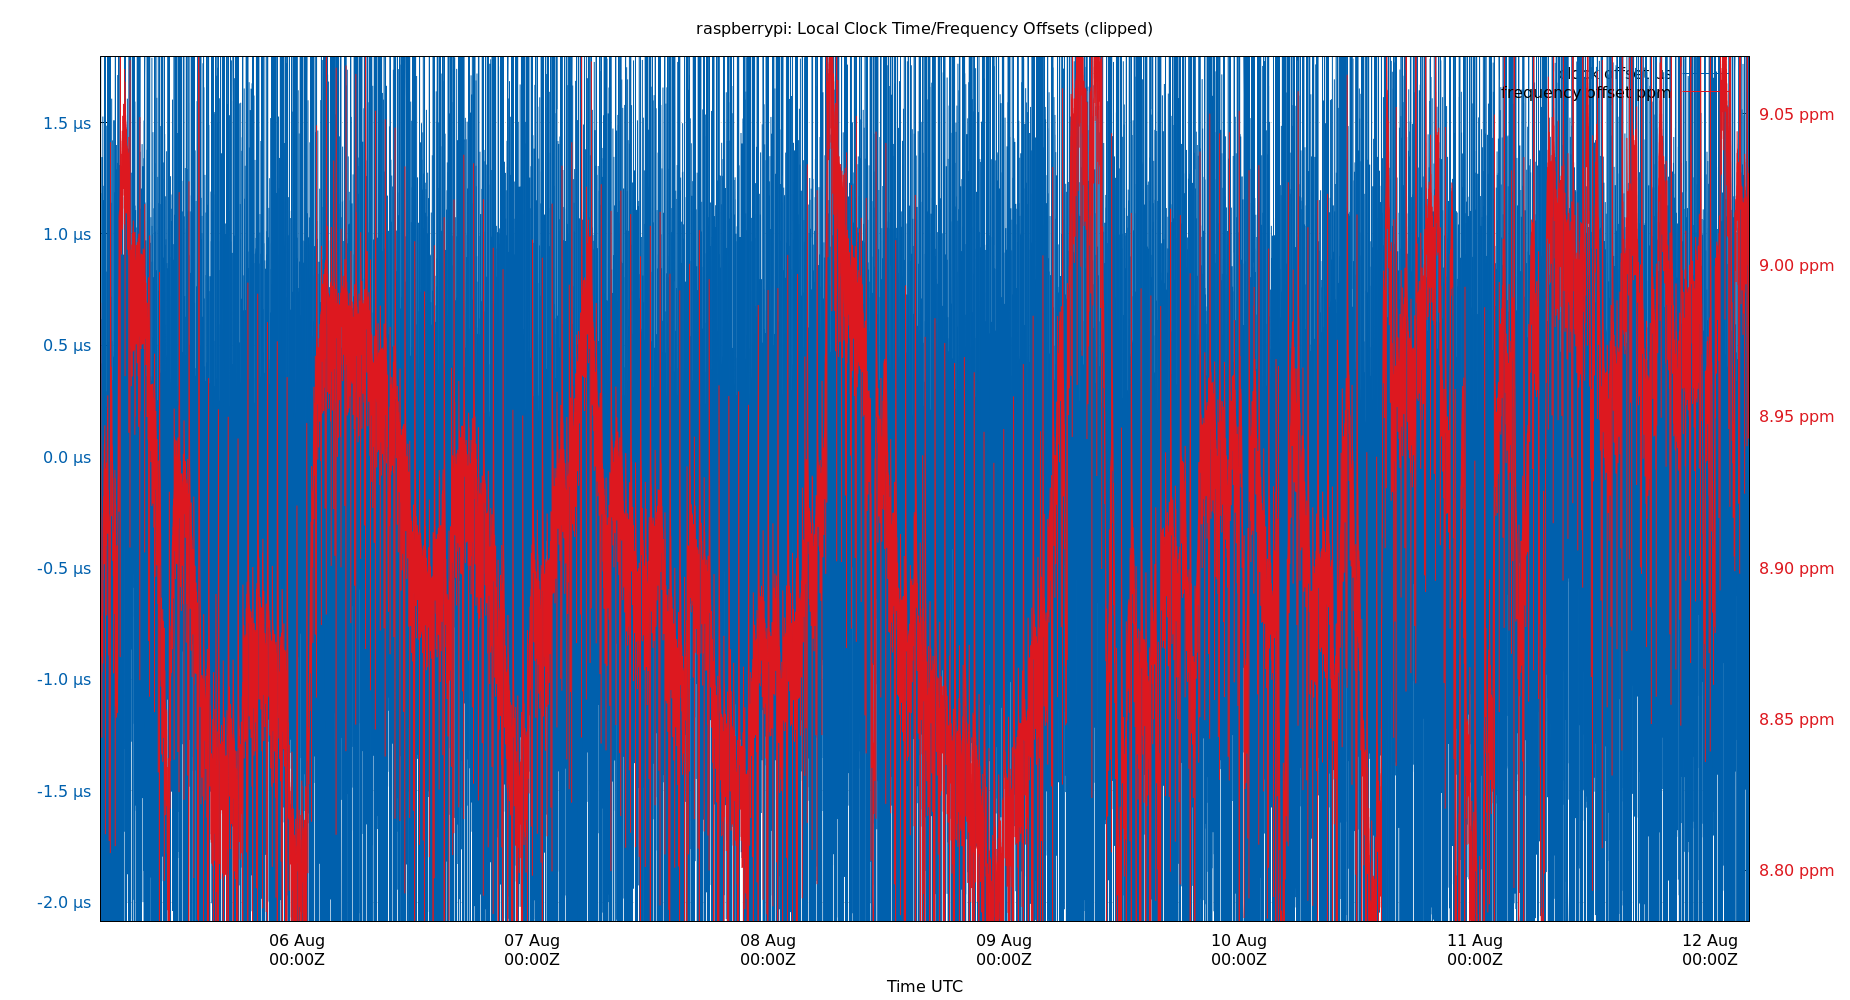 raspberrypi: Local Clock Time/Frequency Offsets (clipped)
clock offset µs
frequency offset ppm
1.5 µs
1.0 µs
0.5 µs
0.0 µs
-0.5 µs
-1.0 µs
-1.5 µs
-2.0 µs
9.05 ppm
9.00 ppm
8.95 ppm
8.90 ppm
8.85 ppm
8.80 ppm
06 Aug
00:00Z
07 Aug
00:00Z
08 Aug
00:00Z
09 Aug
00:00Z
10 Aug
00:00Z
11 Aug
00:00Z
12 Aug
00:00Z
Time UTC